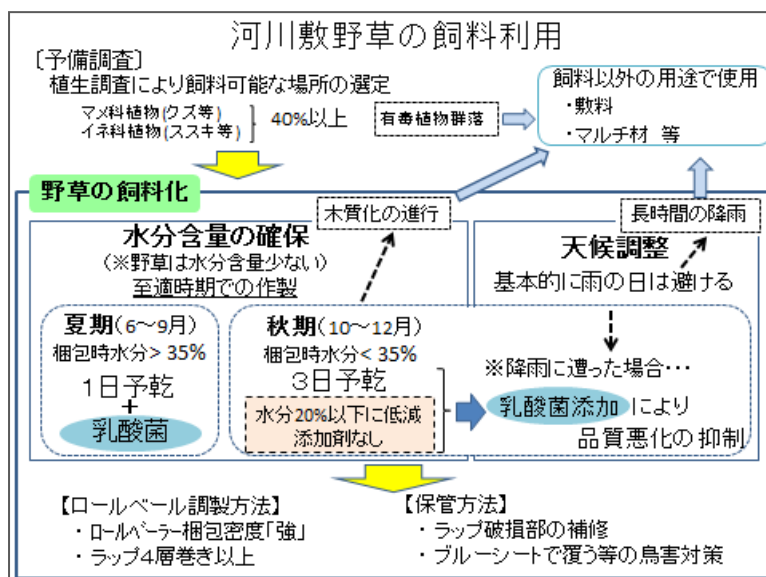 河川敷野草の飼料利用
〔予備調査〕
植生調査により飼料可能な場所の選定
マメ科植物(クズ等)
イネ科植物(ススキ等)
40%以上
有毒植物群落
飼料以外の用途で使用
・敷料
・マルチ材 等
野草の飼料化
木質化の進行
長時間の降雨
水分含量の確保
(※野草は水分含量少ない)
至適時期での作製
天候調整
基本的に雨の日は避ける
夏期(6～9月)
梱包時水分> 35%
1日予乾
+
乳酸菌
秋期(10～12月)
梱包時水分< 35%
3日予乾
水分20%以下に低減
添加剤なし
※降雨に遭った場合…
乳酸菌添加により
品質悪化の抑制
【ロールベール調製方法】
・ロールベーラー梱包密度「強」
・ラップ4層巻き以上
【保管方法】
・ラップ破損部の補修
・ブルーシートで覆う等の鳥害対策